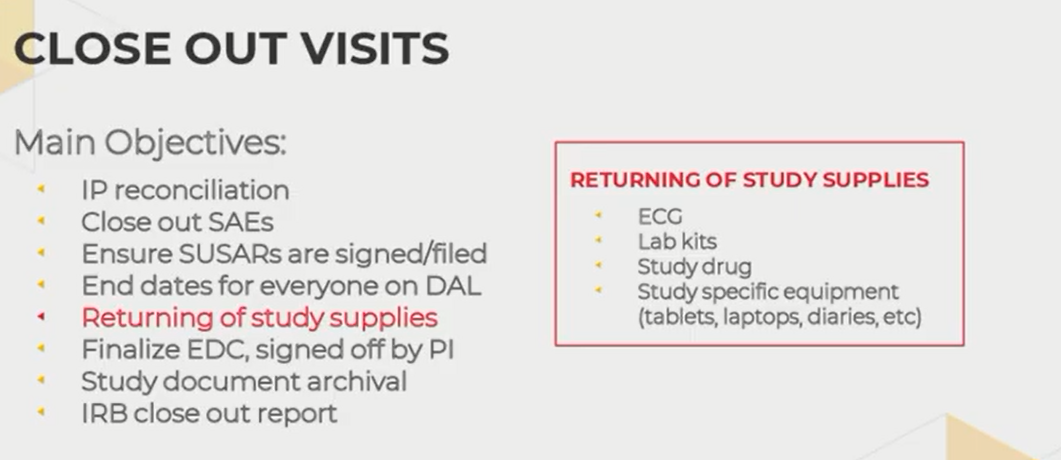 CLOSE OUT VISITS
Main Objectives:
IP reconciliation
Close out SAEs
Ensure SUSARs are signed/filed
End dates for everyone on DAL
Returning of study supplies
Finalize EDC, signed off by PI
Study document archival
IRB close out report
RETURNING OF STUDY SUPPLIES
ECG
Lab kits
Study drug
Study specific equipment
(tablets, laptops, diaries, etc)